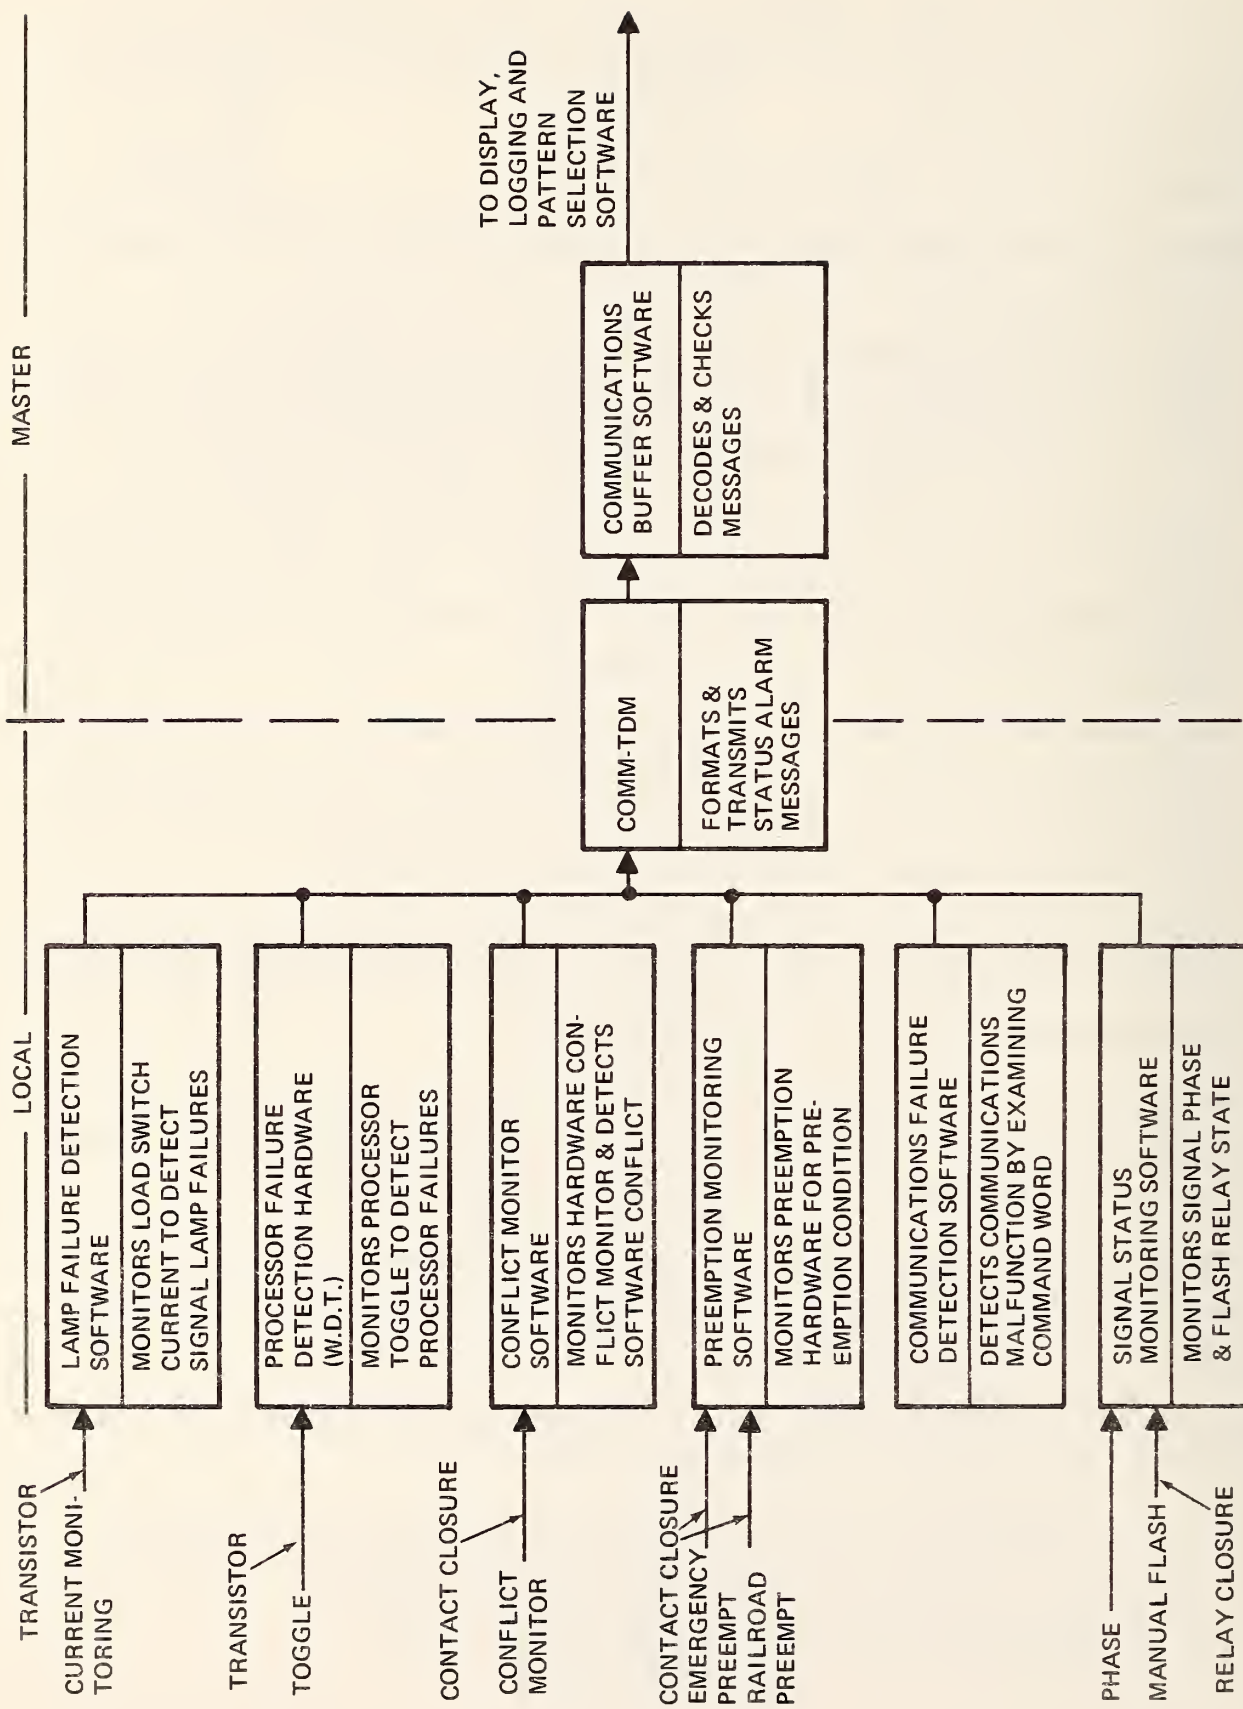 LOCAL
MASTER
TRANSISTOR
CURRENT MONI-
TORING
LAMP FAILURE DETECTION
SOFTWARE
MONITORS LOAD SWITCH
CURRENT TO DETECT
SIGNAL LAMP FAILURES
TRANSISTOR
TOGGLE
PROCESSOR FAILURE
DETECTION HARDWARE
(W.D.T.)
MONITORS PROCESSOR
TOGGLE TO DETECT
PROCESSOR FAILURES
CONTACT CLOSURE
CONFLICT
MONITOR
CONFLICT MONITOR
SOFTWARE
MONITORS HARDWARE CON-
FLICT MONITOR & DETECTS
SOFTWARE CONFLICT
CONTACT CLOSURE
EMERGENCY
PREEMPT
RAILROAD
PREEMPT
PREEMPTION MONITORING
SOFTWARE
MONITORS PREEMPTION
HARDWARE FOR PRE-
EMPTION CONDITION
COMMUNICATIONS FAILURE
DETECTION SOFTWARE
DETECTS COMMUNICATIONS
MALFUNCTION BY EXAMINING
COMMAND WORD
PHASE
MANUAL FLASH
RELAY CLOSURE
SIGNAL STATUS
MONITORING SOFTWARE
MONITORS SIGNAL PHASE
& FLASH RELAY STATE
COMM-TDM
FORMATS &
TRANSMITS
STATUS ALARM
MESSAGES
COMMUNICATIONS
BUFFER SOFTWARE
DECODES & CHECKS
MESSAGES
TO DISPLAY,
LOGGING AND
PATTERN
SELECTION
SOFTWARE